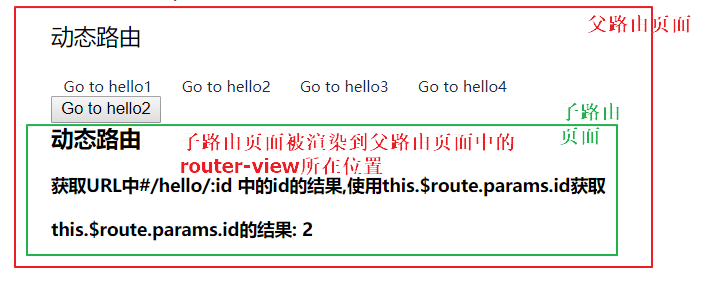 父路由页面
动态路由
Go to hello1 Go to hello2 Go to hello3 Go to hello4
Go to hello2
子路由
页面
动态路由
子路由页面被渲染到父路由页面中的
router-view所在位置
获取URL中#/hello/:id 中的id的结果,使用this.$route.params.id获取
this.$route.params.id的结果: 2